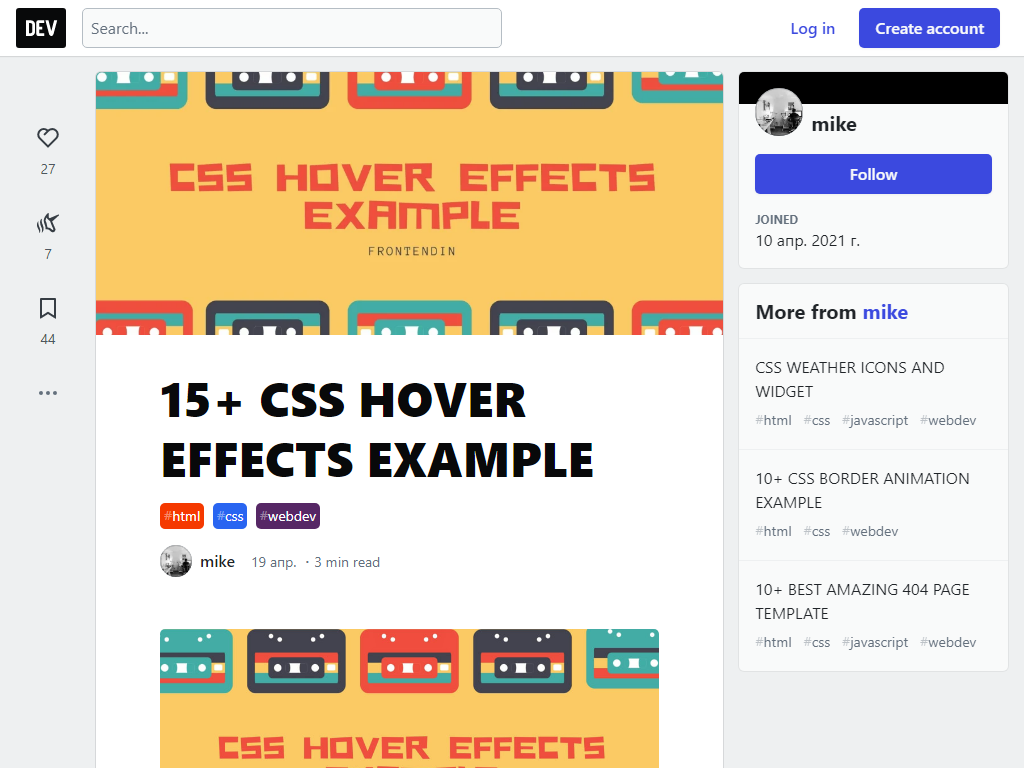 DEV
Search...
Log in
Create account
27
7
44
CSS HOVER EFFECTS
EXAMPLE
FRONTENDIN
15+ CSS HOVER
EFFECTS EXAMPLE
#html #css #webdev
mike 19 апр. · 3 min read
CSS HOVER EFFECTS
mike
Follow
JOINED
10 апр. 2021 г.
More from mike
CSS WEATHER ICONS AND
WIDGET
#html #css #javascript #webdev
10+ CSS BORDER ANIMATION
EXAMPLE
#html #css #webdev
10+ BEST AMAZING 404 PAGE
TEMPLATE
#html #css #javascript #webdev